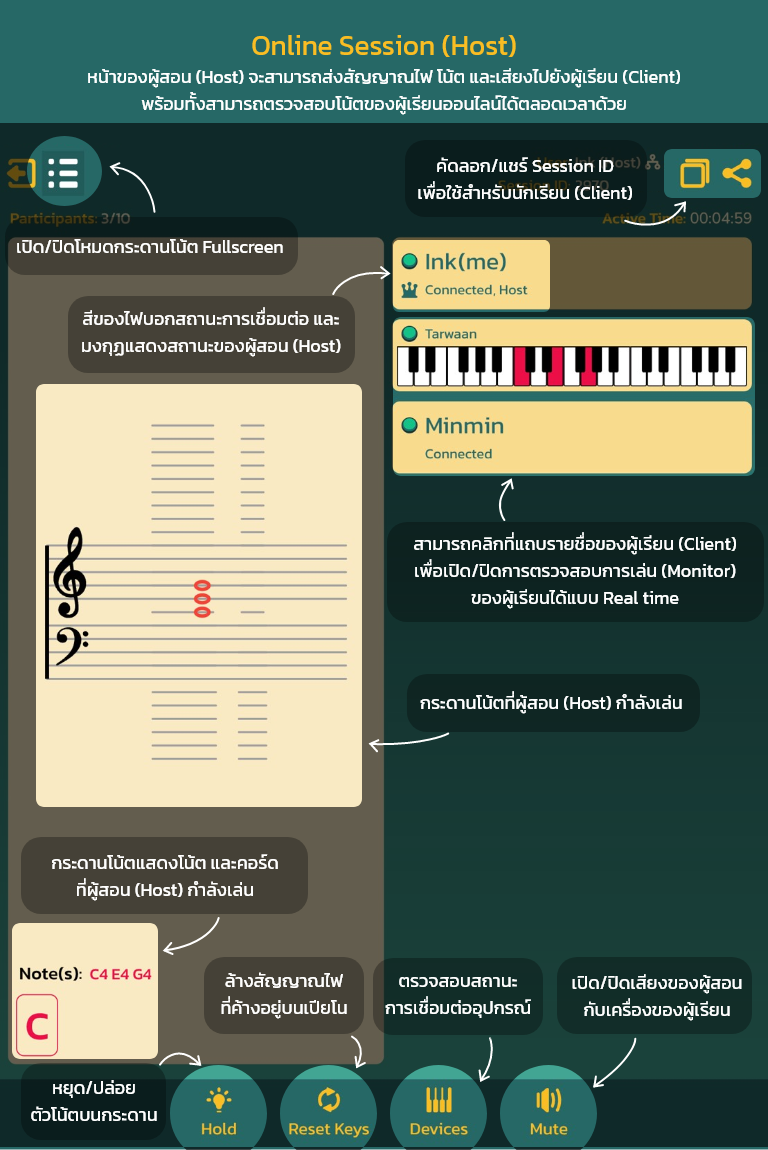 Online Session (Host)
หน้าของผู้สอน (Host) จะสามารถส่งสัญญาณไฟ โน้ต และเสียงไปยังผู้เรียน (Client)
พร้อมทั้งสามารถตรวจสอบโน้ตของผู้เรียนออนไลน์ได้ตลอดเวลาด้วย
คัดลอก/แชร์ Session ID
เพื่อใช้สำหรับนักเรียน (Client)
Participants: 3/10
Active Time: 00:04:59
เปิด/ปิดโหมดกระดานโน้ต Fullscreen
Ink(me)
Connected, Host
สีของไฟบอกสถานะการเชื่อมต่อ และ
มงกุฎแสดงสถานะของผู้สอน (Host)
Tarwaan
Minmin
Connected
สามารถคลิกที่แถบรายชื่อของผู้เรียน (Client)
เพื่อเปิด/ปิดการตรวจสอบการเล่น (Monitor)
ของผู้เรียนได้แบบ Real time
กระดานโน้ตที่ผู้สอน (Host) กำลังเล่น
กระดานโน้ตแสดงโน้ต และคอร์ด
ที่ผู้สอน (Host) กำลังเล่น
Note(s): C4 E4 G4
C
ล้างสัญญาณไฟ
ที่ค้างอยู่บนเปียโน
ตรวจสอบสถานะ
การเชื่อมต่ออุปกรณ์
เปิด/ปิดเสียงของผู้สอน
กับเครื่องของผู้เรียน
หยุด/ปล่อย
ตัวโน้ตบนกระดาน
Hold
Reset Keys
Devices
Mute